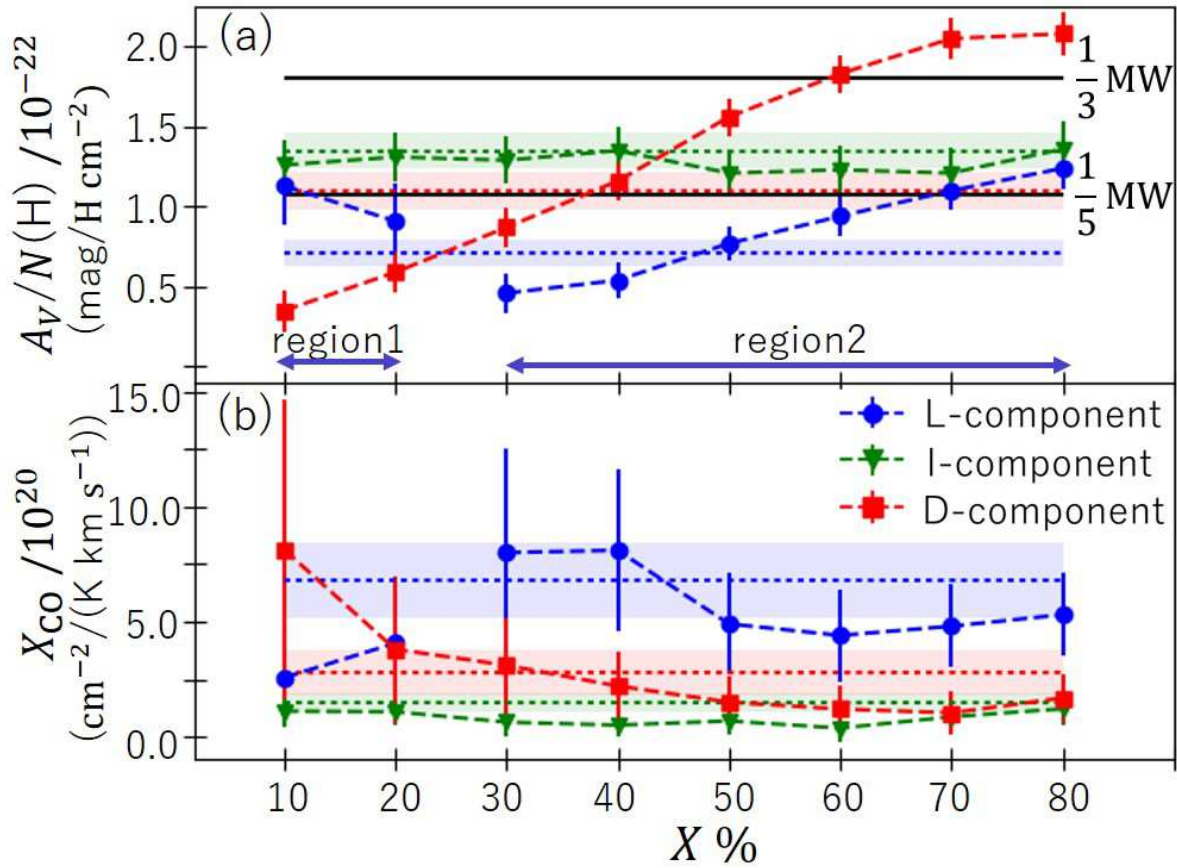 (a)
2.0
1.5
1.0
0.5
A_V/N(H) /10^{-22}
(mag/H cm^{-2})
1/3 MW
1/5 MW
region1
region2
(b)
15.0
10.0
5.0
0.0
X_{CO} /10^{20}
(cm^{-2}/(K km s^{-1}))
L-component
I-component
D-component
10 20 30 40 50 60 70 80
X %